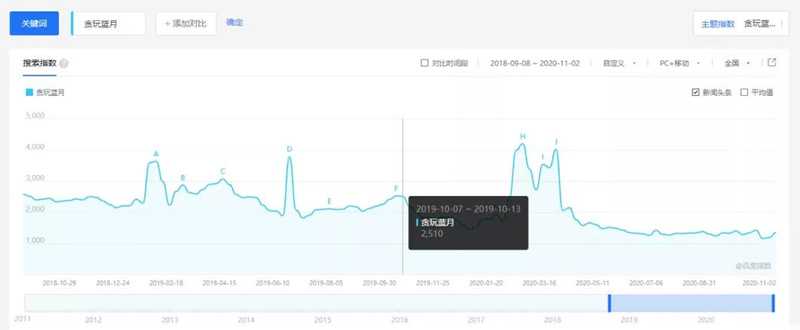 关键词
贪玩蓝月
+ 添加对比
确定
主题指数 贪玩蓝...
搜索指数 ?
对比时间段 2018-09-08 ~ 2020-11-02 自定义 PC+移动 全国
贪玩蓝月
新闻头条 平均值
5,000
4,000
3,000
2,000
1,000
A
B
C
D
E
F
H
I
J
2019-10-07 ~ 2019-10-13
贪玩蓝月
2,510
@百度指数
2018-10-29 2018-12-24 2019-02-18 2019-04-15 2019-06-10 2019-08-05 2019-09-30 2019-11-25 2020-01-20 2020-03-16 2020-05-11 2020-07-06 2020-08-31 2020-11-02
2011 2012 2013 2014 2015 2016 2017 2018 2019 2020